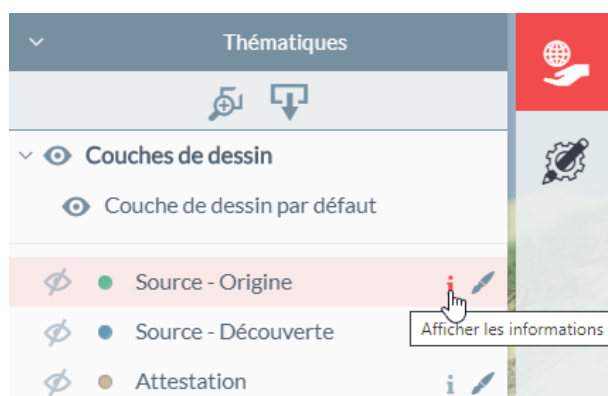 Thématiques
Couches de dessin
Couche de dessin par défaut
Source - Origine
Source - Découverte
Afficher les informations
Attestation